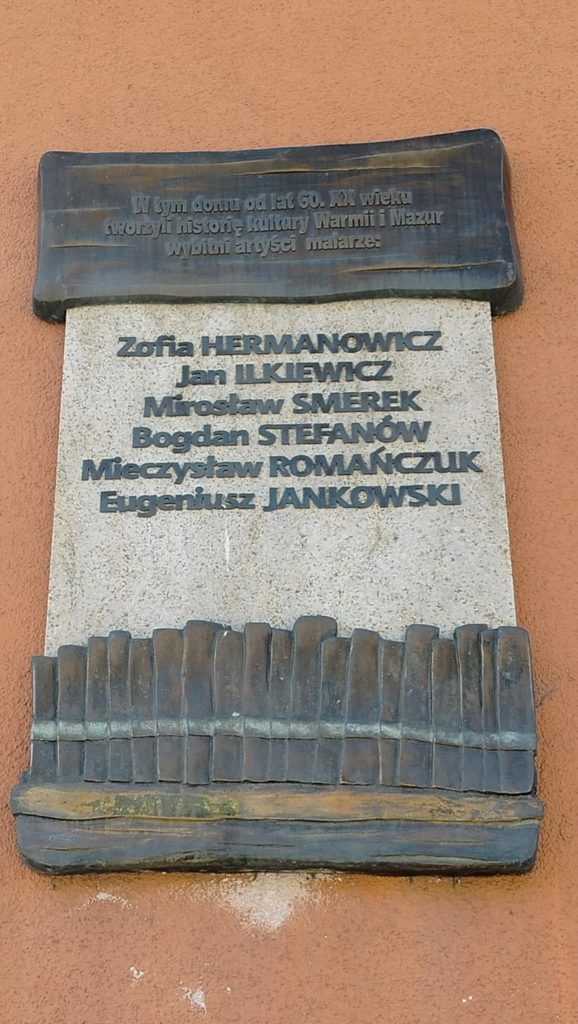 W tym domu od lat 60. XX wieku
tworzyli historię kultury Warmii i Mazur
wybitni artyści malarze:
Zofia HERMANOWICZ
Jan ILKIEWICZ
Mirosław SMEREK
Bogdan STEFANÓW
Mieczysław ROMAŃCZUK
Eugeniusz JANKOWSKI